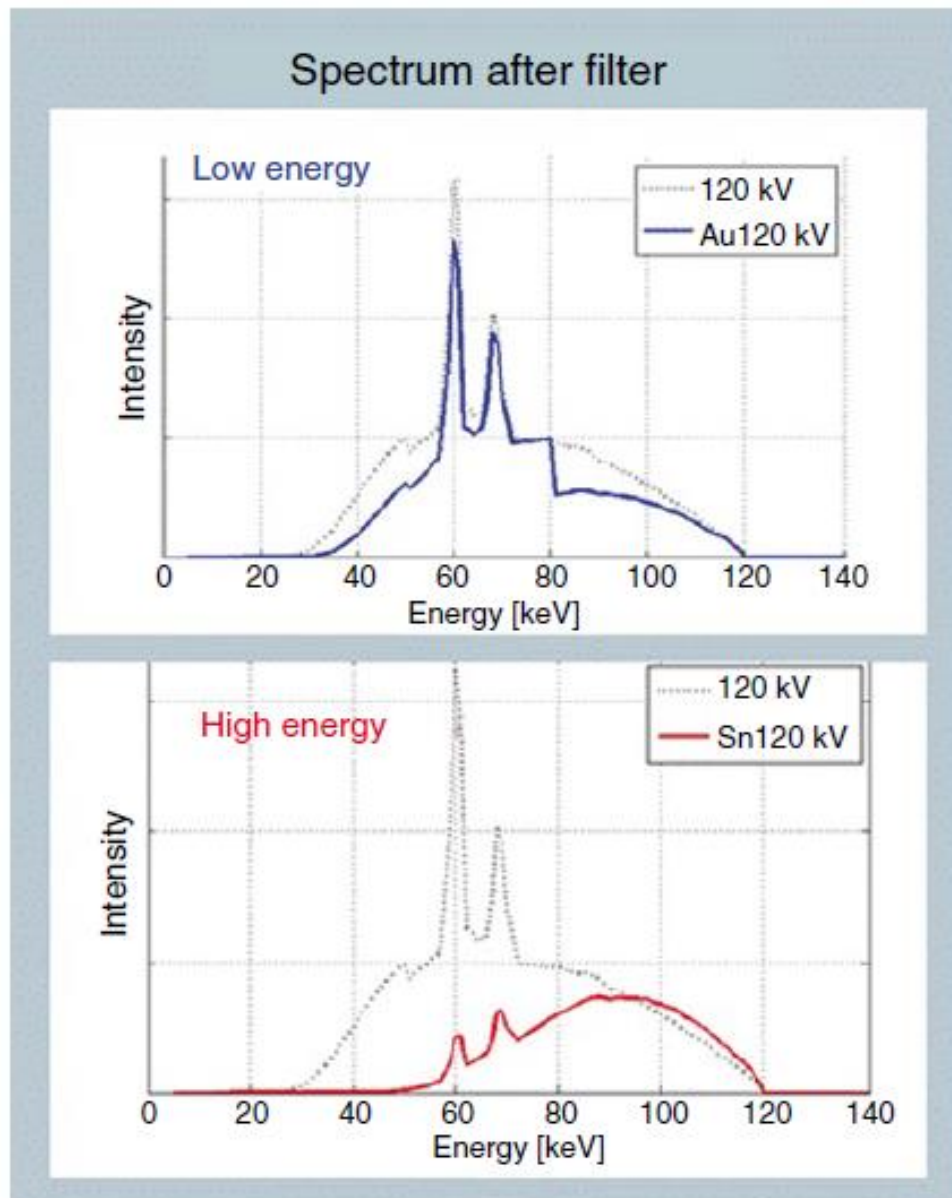 Spectrum after filter
Low energy
120 kV
Au120 kV
Intensity
0 20 40 60 80 100 120 140
Energy [keV]
High energy
120 kV
Sn120 kV
Intensity
0 20 40 60 80 100 120 140
Energy [keV]